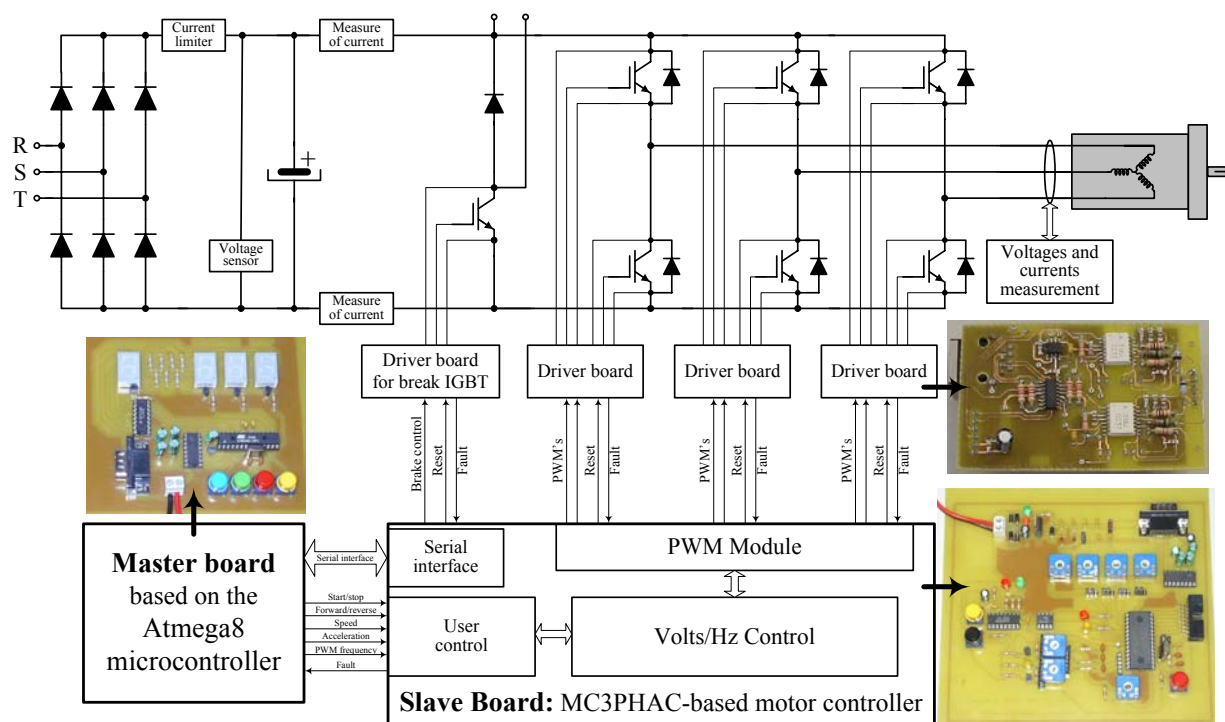 Current
limiter
Measure
of current
R
S
T
+
Voltage
sensor
Measure
of current
Voltages and
currents
measurement
Driver board
for break IGBT
Driver board
Driver board
Driver board
Brake control
Reset
Fault
PWM's
Reset
Fault
PWM's
Reset
Fault
PWM's
Reset
Fault
Master board
based on the
Atmega8
microcontroller
Serial interface
Serial
interface
PWM Module
Start/stop
Forward/reverse
Speed
Acceleration
PWM frequency
Fault
User
control
Volts/Hz Control
Slave Board: MC3PHAC-based motor controller